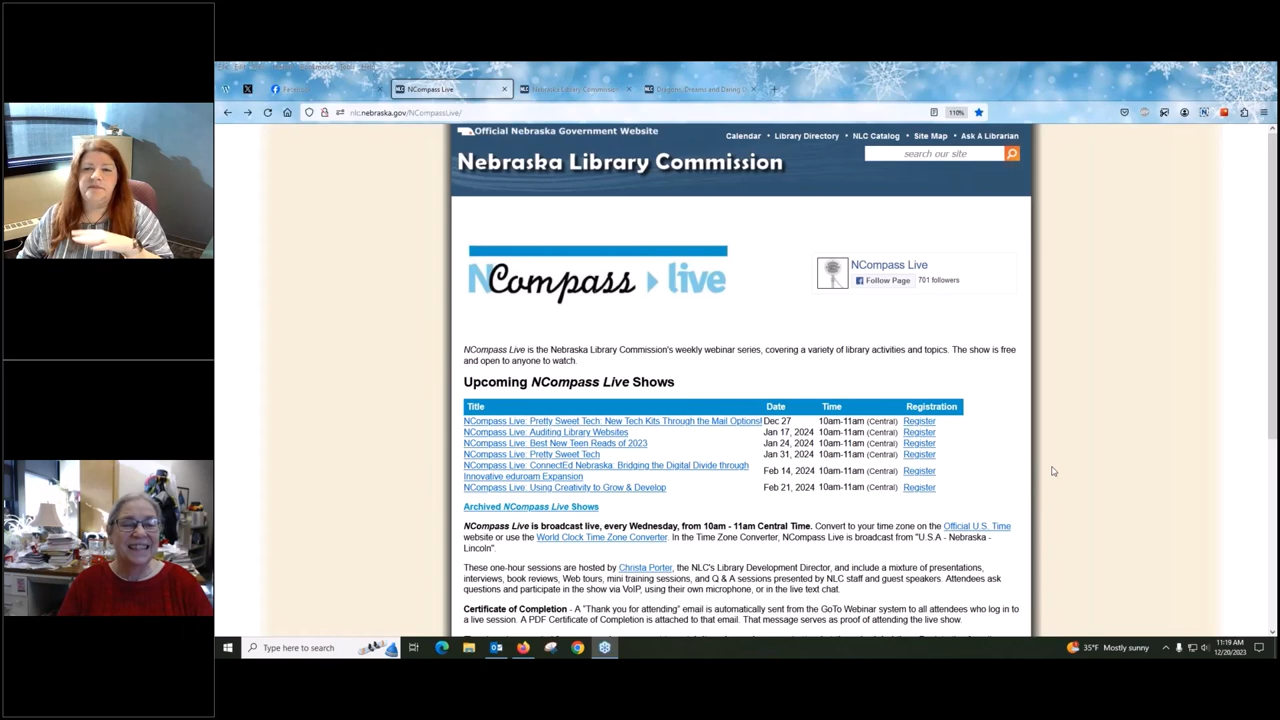 NCompass Live
Nebraska Library Commission
Dragons, Dreams and Daring D
nlc.nebraska.gov/NCompassLive/
110%
Official Nebraska Government Website
Calendar • Library Directory • NLC Catalog • Site Map • Ask A Librarian
Nebraska Library Commission
search our site
NCompass live
NCompass Live
Follow Page 701 followers
NCompass Live is the Nebraska Library Commission's weekly webinar series, covering a variety of library activities and topics. The show is free
and open to anyone to watch.
Upcoming NCompass Live Shows
Title Date Time Registration
NCompass Live: Pretty Sweet Tech: New Tech Kits Through the Mail Options! Dec 27 10am-11am (Central) Register
NCompass Live: Auditing Library Websites Jan 17, 2024 10am-11am (Central) Register
NCompass Live: Best New Teen Reads of 2023 Jan 24, 2024 10am-11am (Central) Register
NCompass Live: Pretty Sweet Tech Jan 31, 2024 10am-11am (Central) Register
NCompass Live: ConnectEd Nebraska: Bridging the Digital Divide through
Innovative eduroam Expansion Feb 14, 2024 10am-11am (Central) Register
NCompass Live: Using Creativity to Grow & Develop Feb 21, 2024 10am-11am (Central) Register
Archived NCompass Live Shows
NCompass Live is broadcast live, every Wednesday, from 10am - 11am Central Time. Convert to your time zone on the Official U.S. Time
website or use the World Clock Time Zone Converter. In the Time Zone Converter, NCompass Live is broadcast from "U.S.A - Nebraska -
Lincoln".
These one-hour sessions are hosted by Christa Porter, the NLC's Library Development Director, and include a mixture of presentations,
interviews, book reviews, Web tours, mini training sessions, and Q & A sessions presented by NLC staff and guest speakers. Attendees ask
questions and participate in the show via VoIP, using their own microphone, or in the live text chat.
Certificate of Completion - A "Thank you for attending" email is automatically sent from the GoTo Webinar system to all attendees who log in to
a live session. A PDF Certificate of Completion is attached to that email. That message serves as proof of attending the live show.
Type here to search
35°F Mostly sunny
11:19 AM
12/20/2023